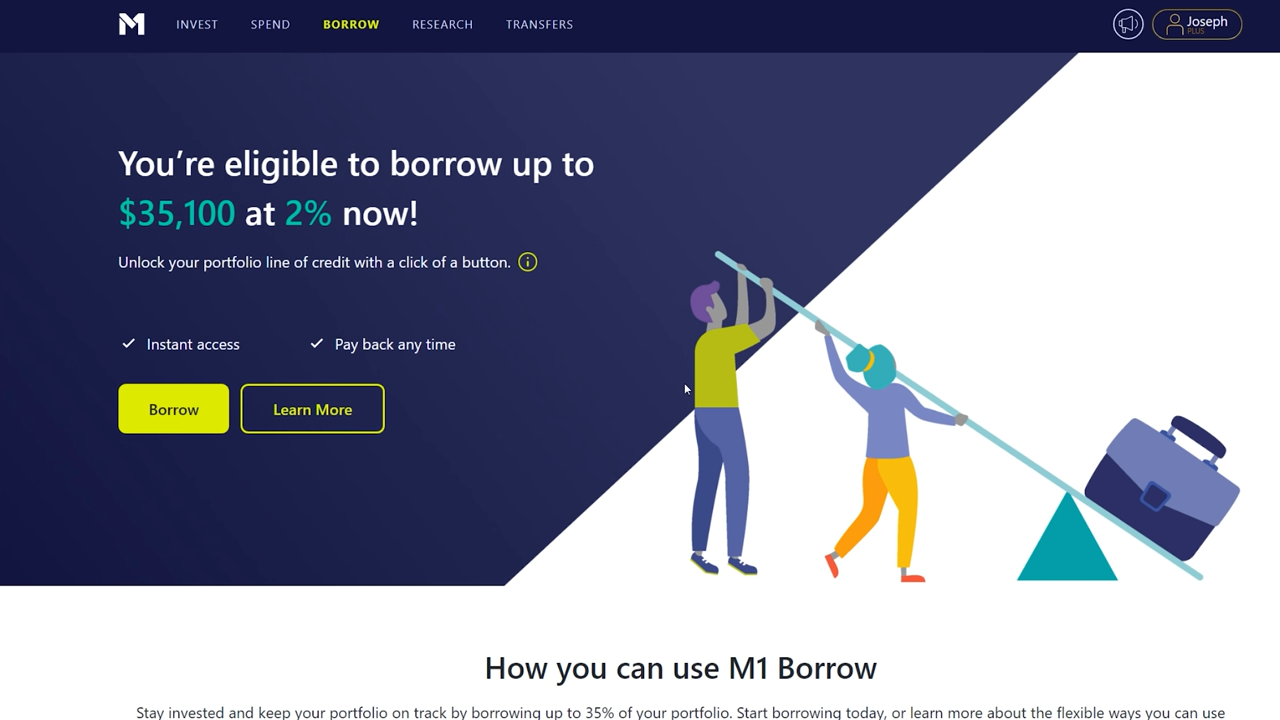 M INVEST SPEND BORROW RESEARCH TRANSFERS Joseph
PLUS
You're eligible to borrow up to
$35,100 at 2% now!
Unlock your portfolio line of credit with a click of a button.
Instant access Pay back any time
Borrow Learn More
How you can use M1 Borrow
Stay invested and keep your portfolio on track by borrowing up to 35% of your portfolio. Start borrowing today, or learn more about the flexible ways you can use